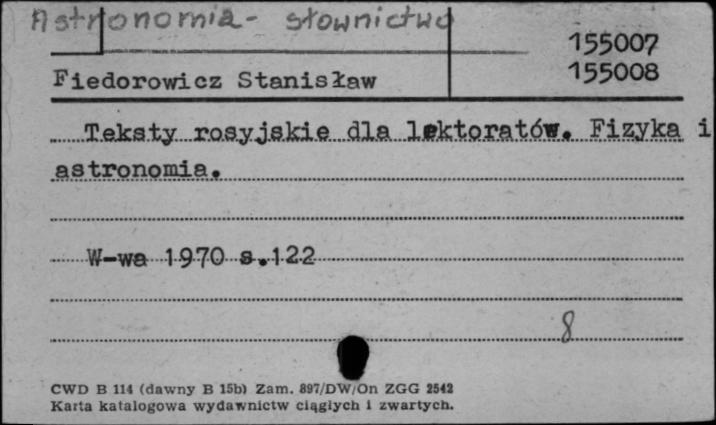 Astronomia - słownictwo
155007
Fiedorowicz Stanisław
155008
Teksty rosyjskie dla lektoratów. Fizyka i
astronomia.
W-wa 1970 s.122
8
CWD B 114 (dawny B 15b) Zam. 897/DW/On ZGG 2542
Karta katalogowa wydawnictw ciągłych i zwartych.